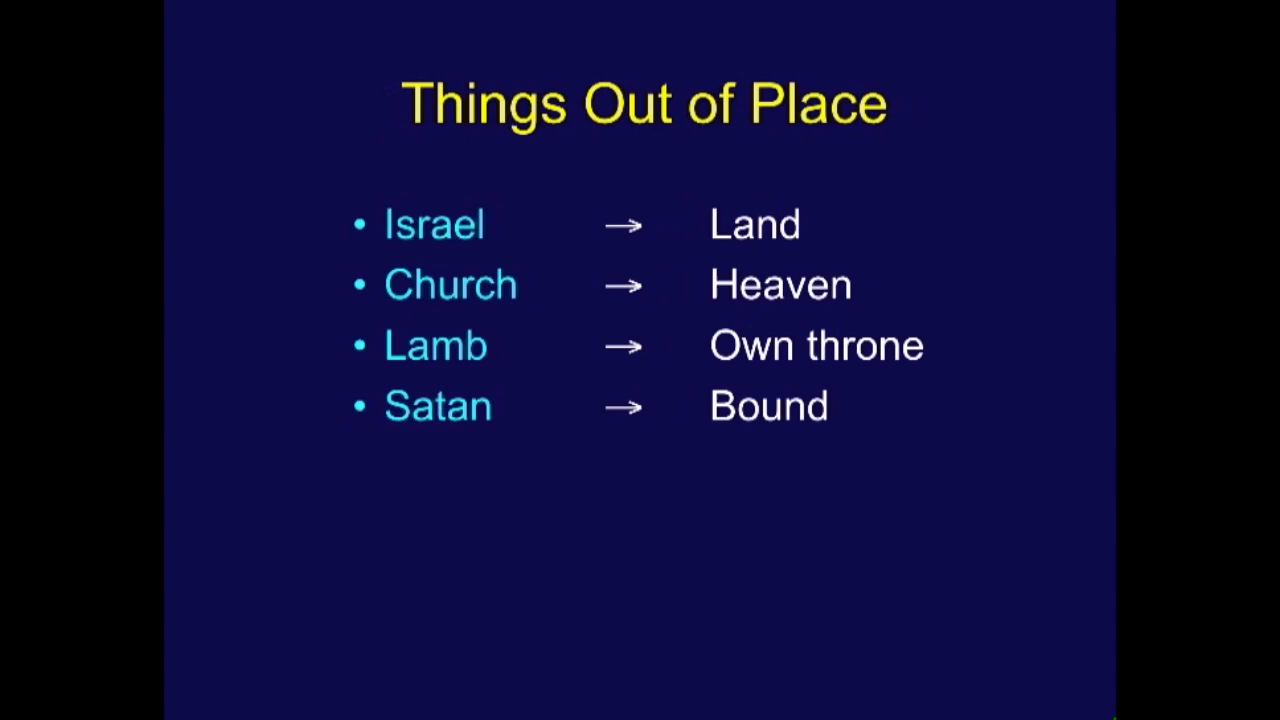 Things Out of Place
• Israel → Land
• Church → Heaven
• Lamb → Own throne
• Satan → Bound